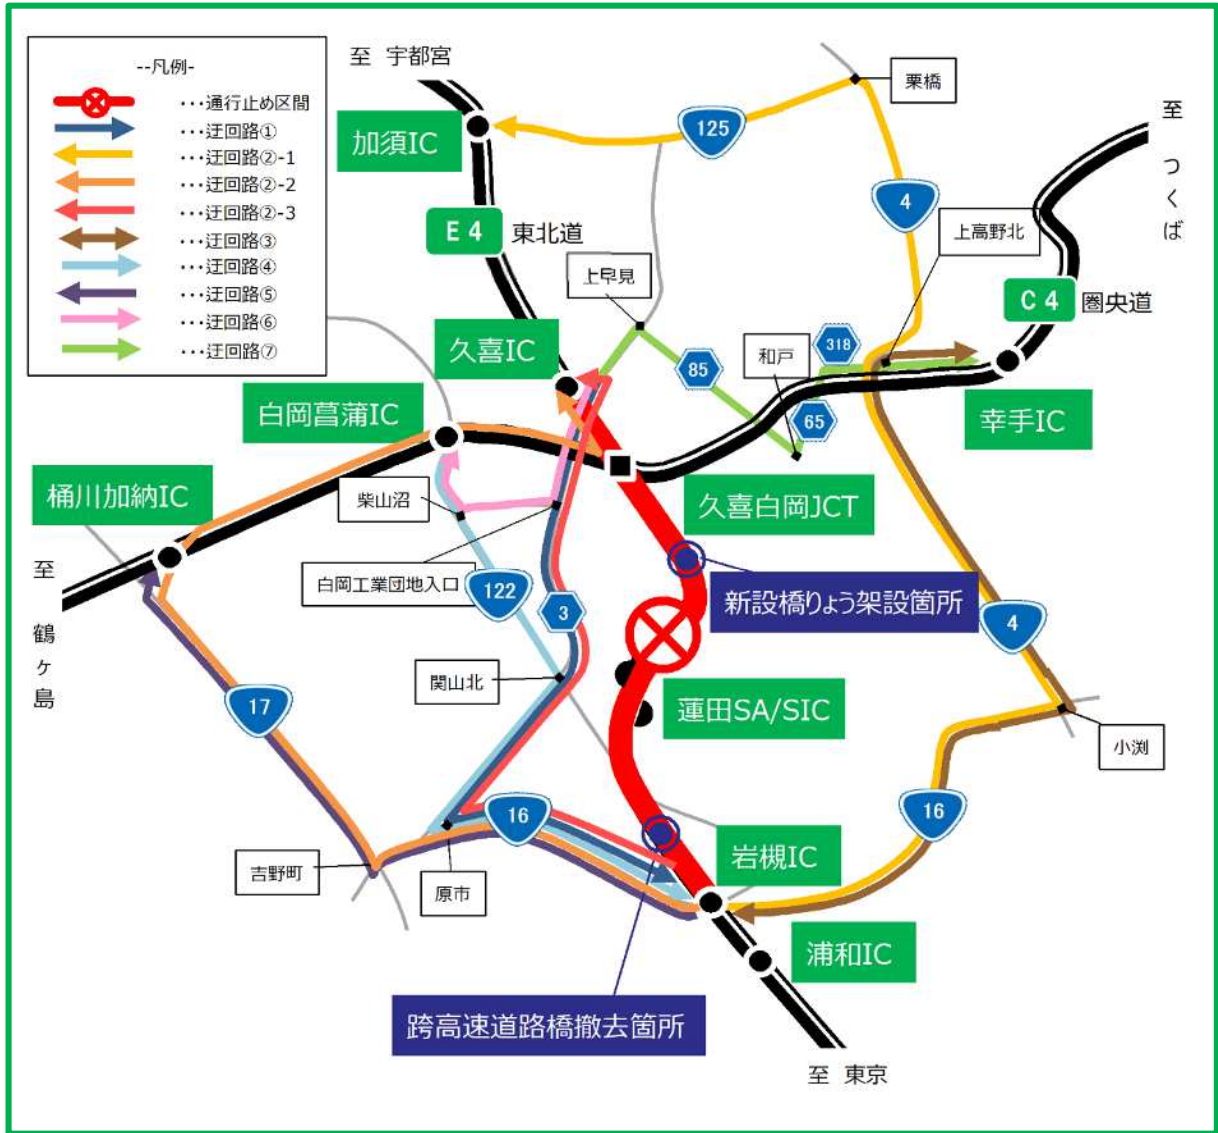 --凡例-
･･･通行止め区間
･･･迂回路①
･･･迂回路②-1
･･･迂回路②-2
･･･迂回路②-3
･･･迂回路③
･･･迂回路④
･･･迂回路⑤
･･･迂回路⑥
･･･迂回路⑦
至 宇都宮
栗橋
125
加須IC
至 つくば
4
E4 東北道
上高野北
上早見
C4 圏央道
久喜IC
318
和戸
85
白岡菖蒲IC
65
幸手IC
桶川加納IC
柴山沼
久喜白岡JCT
至 鶴ヶ島
白岡工業団地入口
122
3
新設橋りょう架設箇所
4
関山北
蓮田SA/SIC
17
小渕
16
16
岩槻IC
吉野町
原市
浦和IC
跨高速道路橋撤去箇所
至 東京